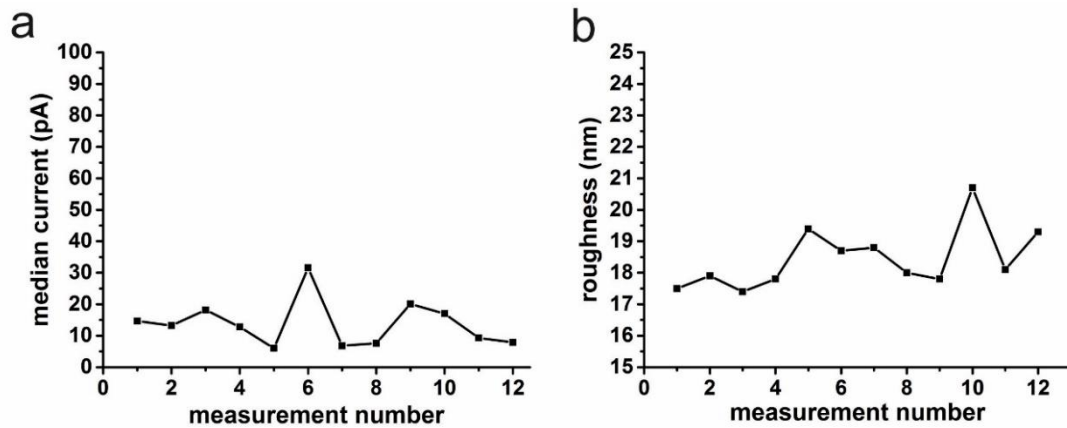 a
100
90
80
70
60
50
40
30
20
10
0
median current (pA)
0 2 4 6 8 10 12
measurement number
b
25
24
23
22
21
20
19
18
17
16
15
roughness (nm)
0 2 4 6 8 10 12
measurement number